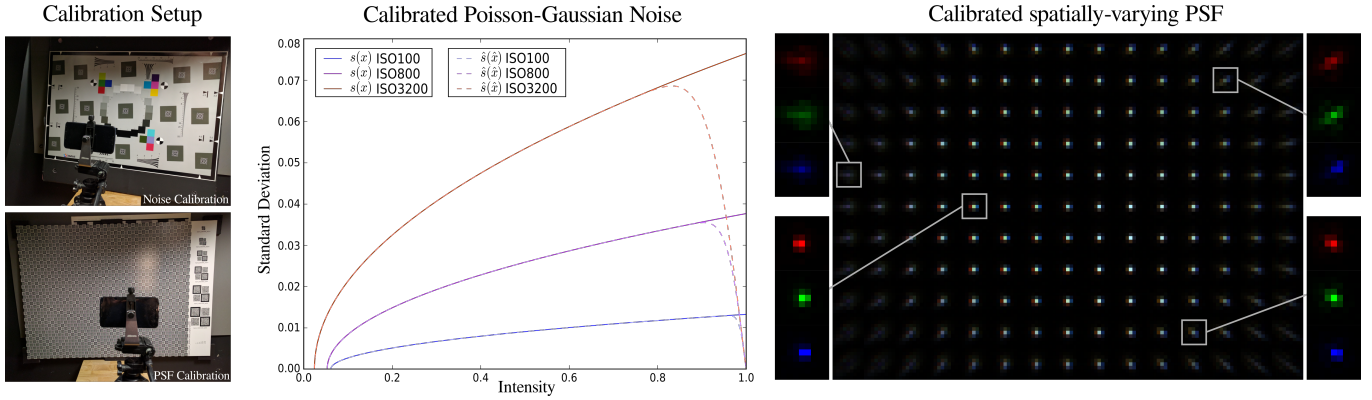 Calibration Setup
Noise Calibration
PSF Calibration
Calibrated Poisson-Gaussian Noise
0.08
0.07
0.06
0.05
0.04
0.03
0.02
0.01
0.00
Standard Deviation
s(x) ISO100
s(x) ISO800
s(x) ISO3200
ŝ(x̂) ISO100
ŝ(x̂) ISO800
ŝ(x̂) ISO3200
0.0 0.2 0.4 0.6 0.8 1.0
Intensity
Calibrated spatially-varying PSF